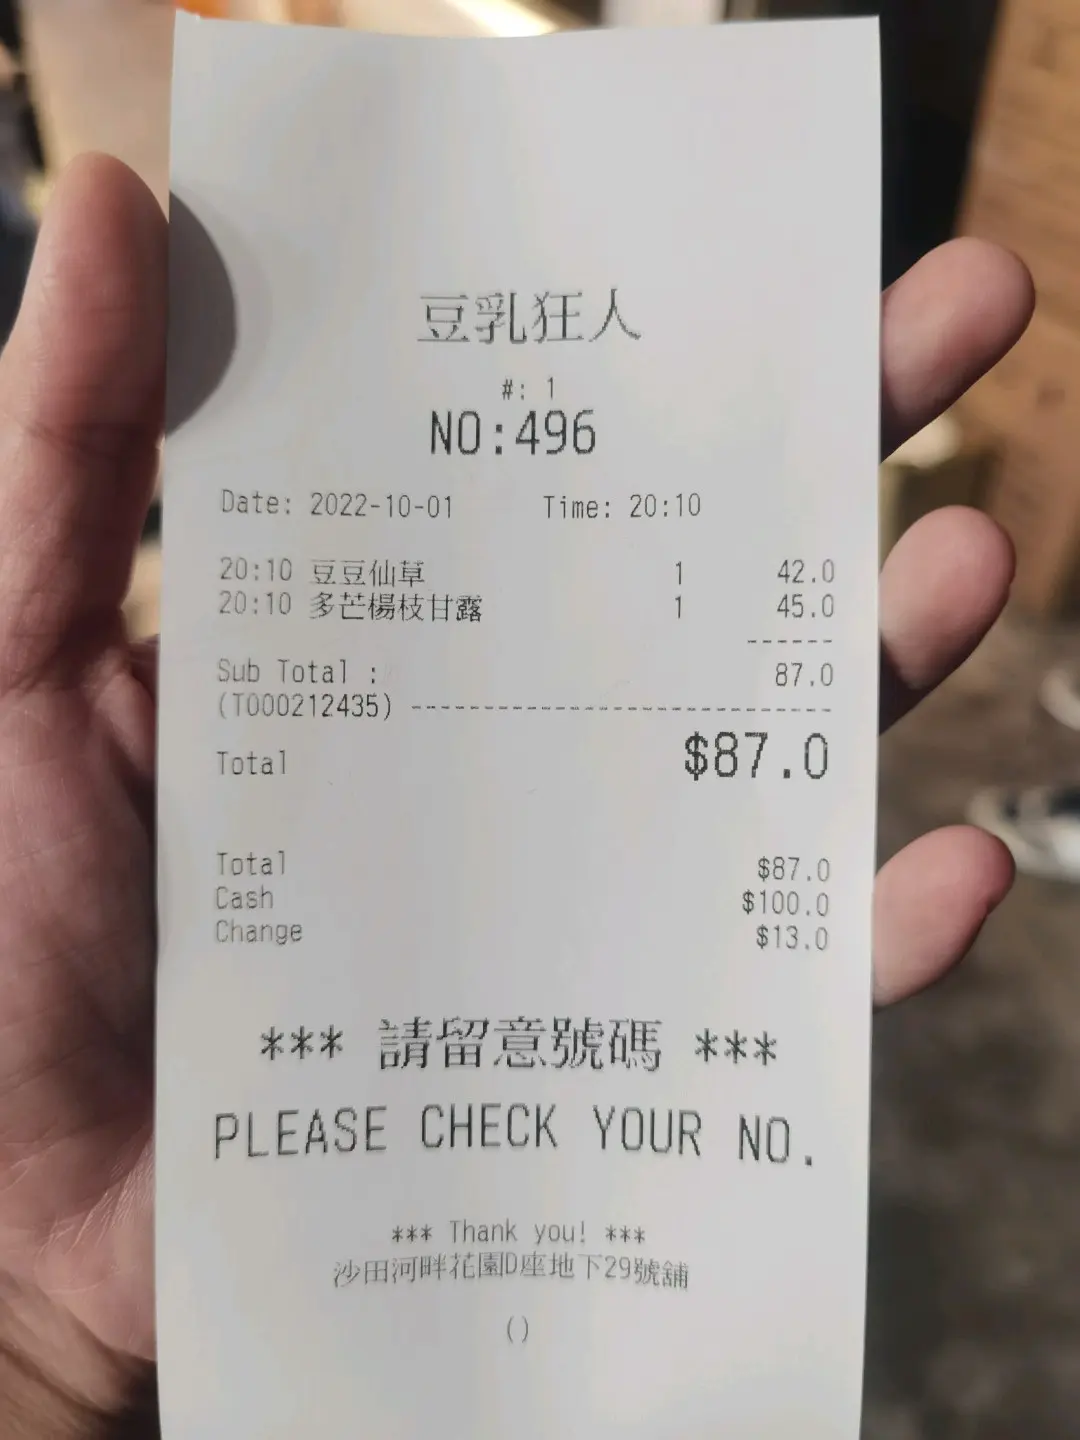 豆乳狂人
#: 1
NO:496
Date: 2022-10-01 Time: 20:10
20:10 豆豆仙草 1 42.0
20:10 多芒楊枝甘露 1 45.0
------
Sub Total : 87.0
(T000212435) -----------------------------
Total $87.0
Total $87.0
Cash $100.0
Change $13.0
*** 請留意號碼 ***
PLEASE CHECK YOUR NO.
*** Thank you! ***
沙田河畔花園D座地下29號舖
()